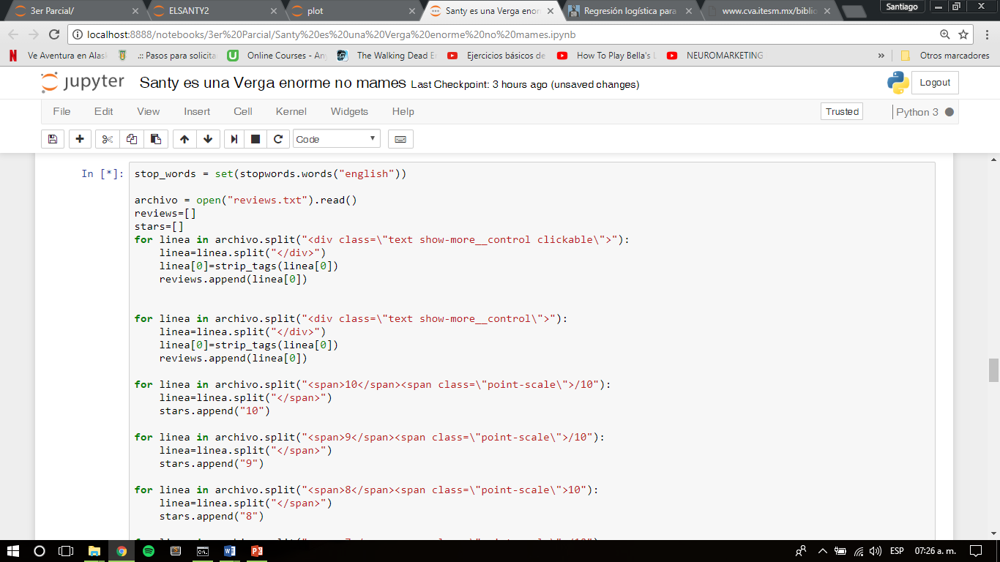 3er Parcial/
ELSANTY2
plot
Santy es una Verga enor
Regresión logística para
www.cva.itesm.mx/biblio
Santiago
localhost:8888/notebooks/3er%20Parcial/Santy%20es%20una%20Verga%20enorme%20no%20mames.ipynb
Ve Aventura en Alas
.:: Pasos para solicita
Online Courses - An
The Walking Dead E
Ejercicios básicos de
How To Play Bella's L
NEUROMARKETING
»
Otros marcadores
jupyter
Santy es una Verga enorme no mames Last Checkpoint: 3 hours ago (unsaved changes)
Logout
File Edit View Insert Cell Kernel Widgets Help
Trusted
Python 3
Code
In [*]:
stop_words = set(stopwords.words("english"))
archivo = open("reviews.txt").read()
reviews=[]
stars=[]
for linea in archivo.split("<div class=\"text show-more__control clickable\">"):
    linea=linea.split("</div>")
    linea[0]=strip_tags(linea[0])
    reviews.append(linea[0])
for linea in archivo.split("<div class=\"text show-more__control\">"):
    linea=linea.split("</div>")
    linea[0]=strip_tags(linea[0])
    reviews.append(linea[0])
for linea in archivo.split("<span>10</span><span class=\"point-scale\">/10"):
    linea=linea.split("</span>")
    stars.append("10")
for linea in archivo.split("<span>9</span><span class=\"point-scale\">/10"):
    linea=linea.split("</span>")
    stars.append("9")
for linea in archivo.split("<span>8</span><span class=\"point-scale\">10"):
    linea=linea.split("</span>")
    stars.append("8")
ESP
07:26 a. m.